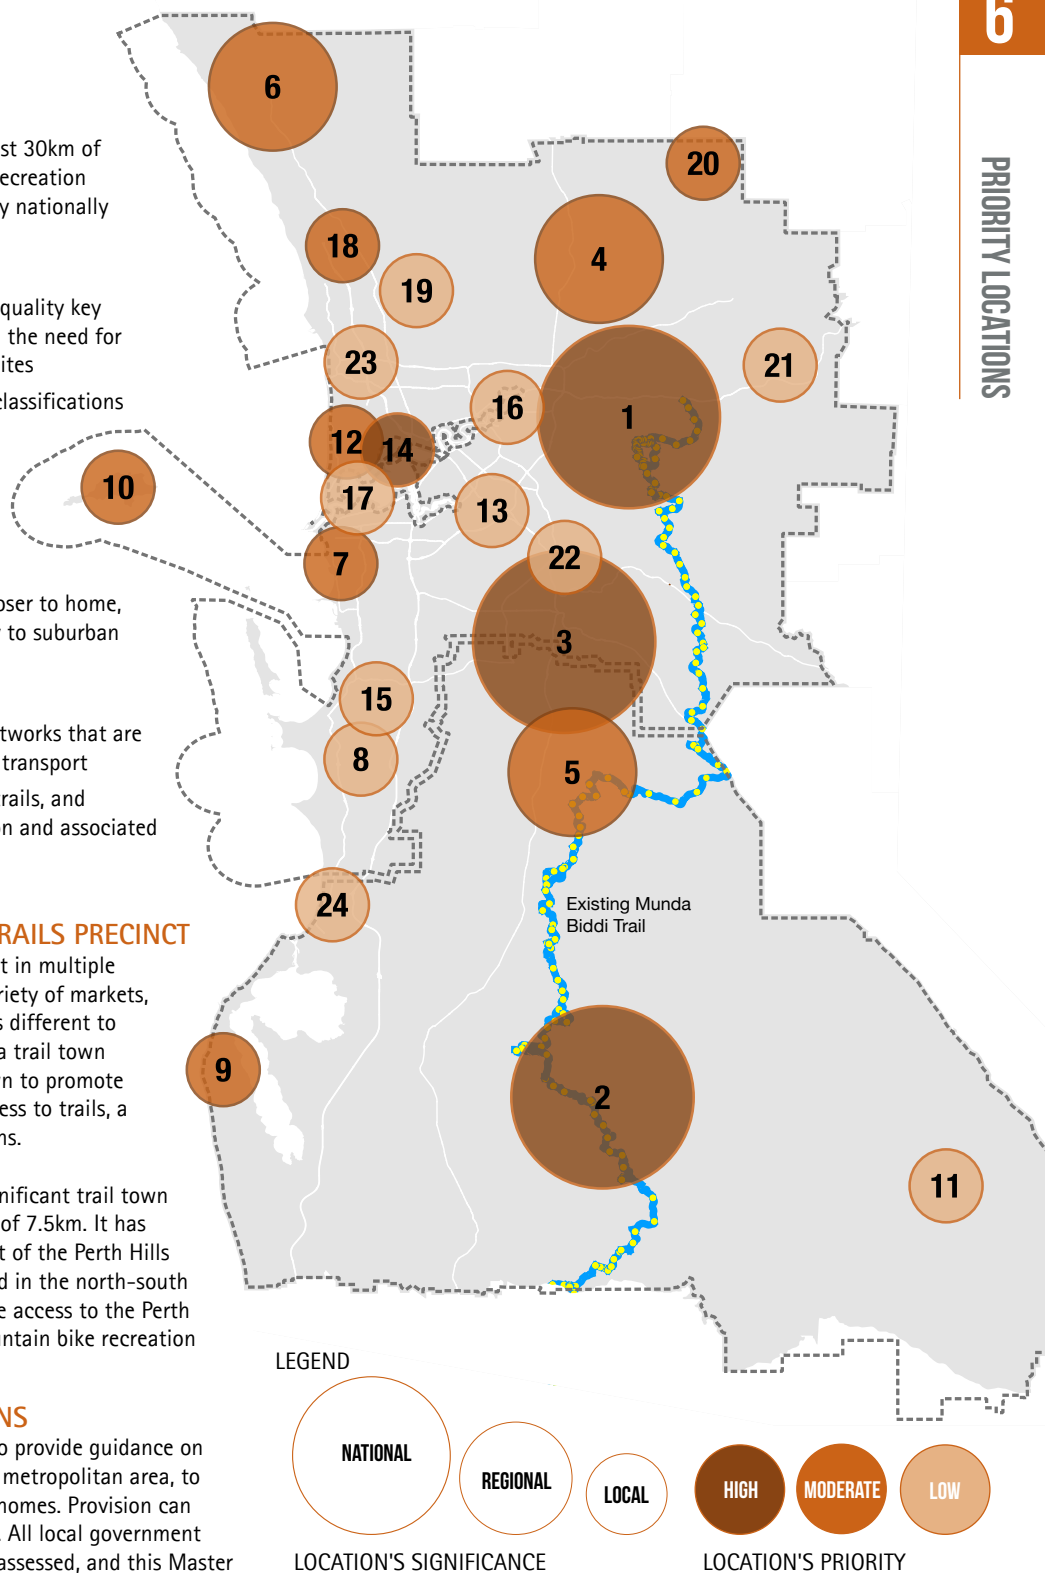 6
PRIORITY LOCATIONS
st 30km of
ecreation
y nationally
quality key
the need for
ites
classifications
oser to home,
y to suburban
tworks that are
transport
rails, and
on and associated
RAILS PRECINCT
t in multiple
riety of markets,
s different to
a trail town
n to promote
ess to trails, a
ns.
nificant trail town
of 7.5km. It has
t of the Perth Hills
d in the north-south
e access to the Perth
untain bike recreation
NS
o provide guidance on
metropolitan area, to
homes. Provision can
. All local government
assessed, and this Master
6
20
18
4
19
23
21
16
1
12
14
10
17
13
7
22
3
15
8
5
24
Existing Munda
Biddi Trail
9
2
11
LEGEND
NATIONAL
REGIONAL
LOCAL
HIGH
MODERATE
LOW
LOCATION'S SIGNIFICANCE
LOCATION'S PRIORITY